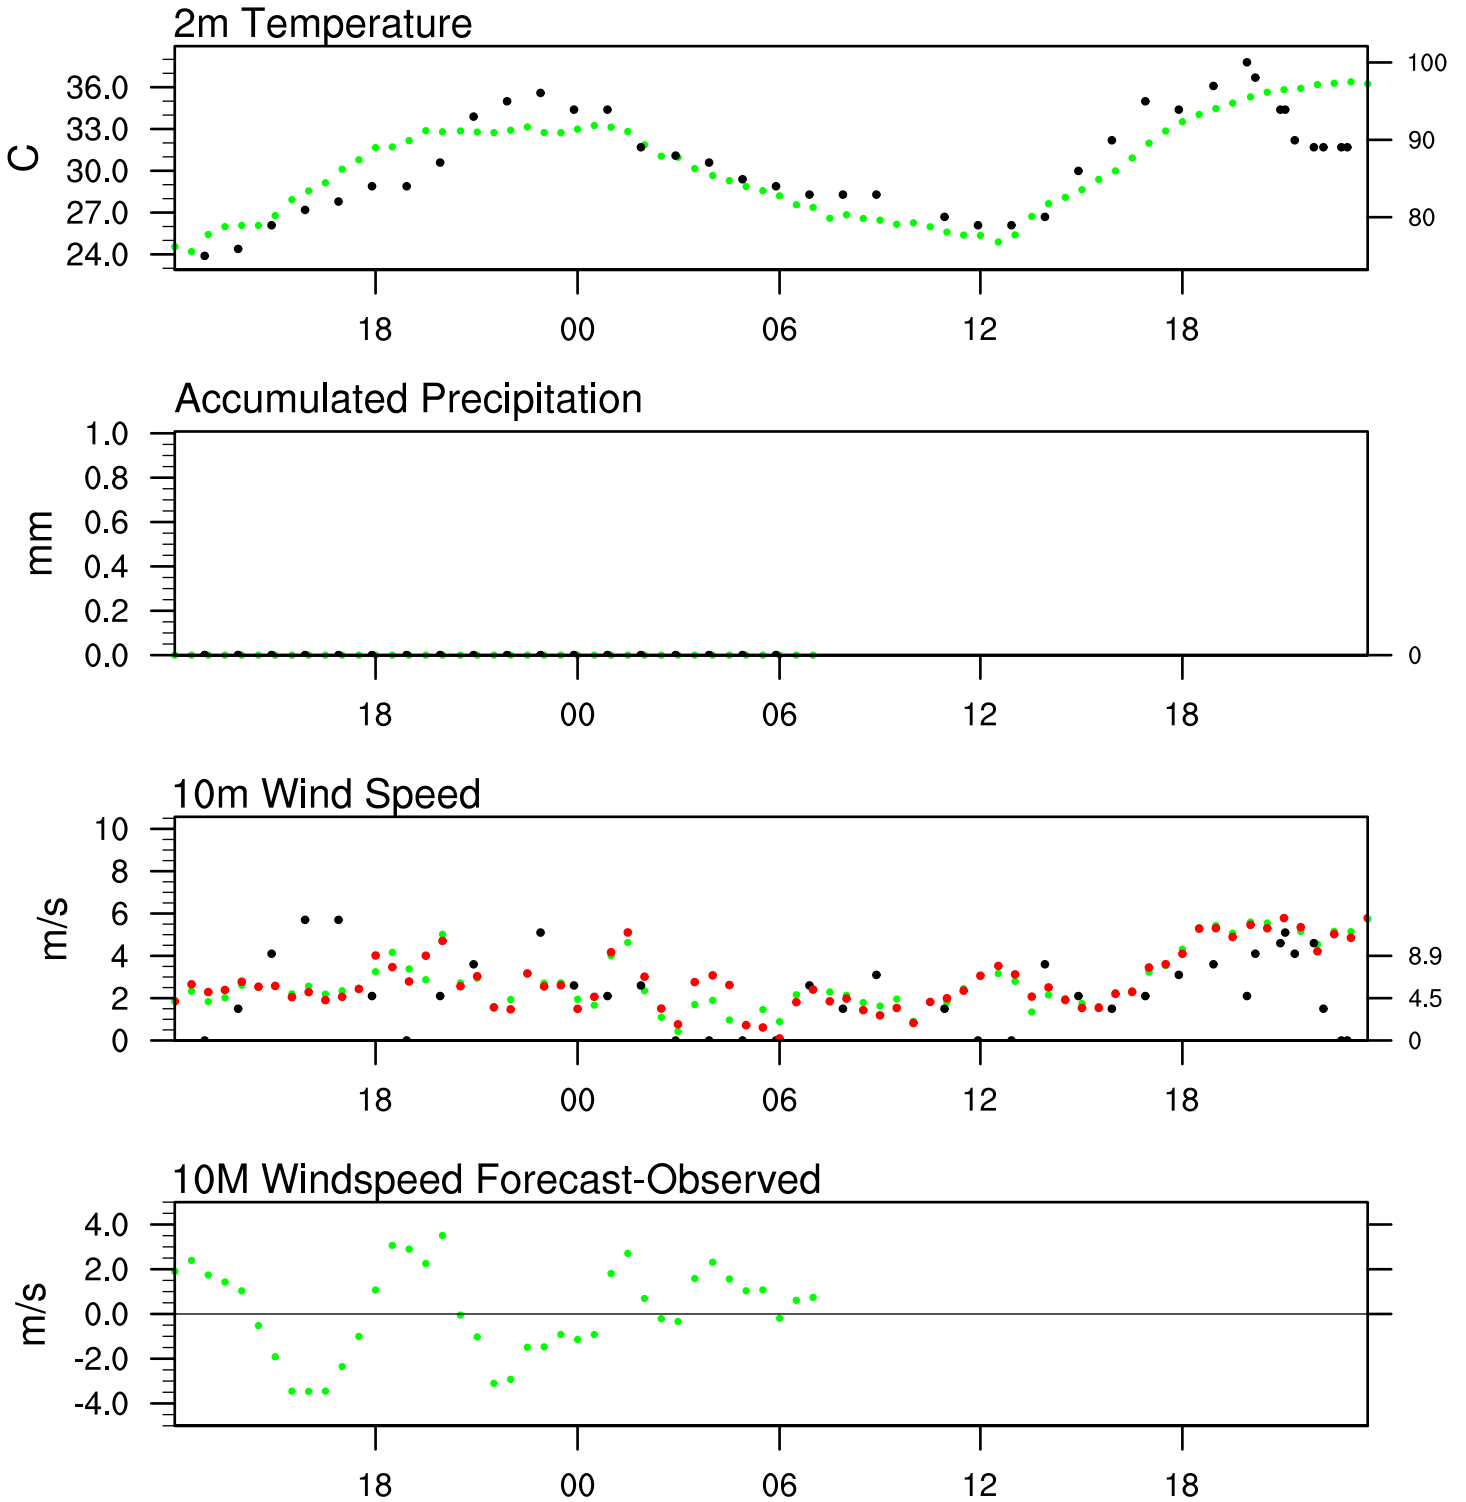 2m Temperature
36.0
33.0
30.0
27.0
24.0
C
100
90
80
18 00 06 12 18
Accumulated Precipitation
1.0
0.8
0.6
0.4
0.2
0.0
mm
0
18 00 06 12 18
10m Wind Speed
10
8
6
4
2
0
m/s
8.9
4.5
0
18 00 06 12 18
10M Windspeed Forecast-Observed
4.0
2.0
0.0
-2.0
-4.0
m/s
18 00 06 12 18